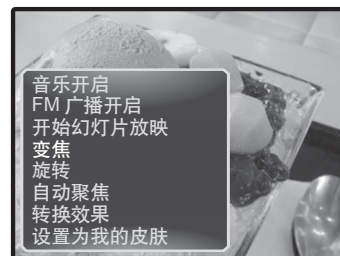 音乐开启
FM 广播开启
开始幻灯片放映
变焦
旋转
自动聚焦
转换效果
设置为我的皮肤